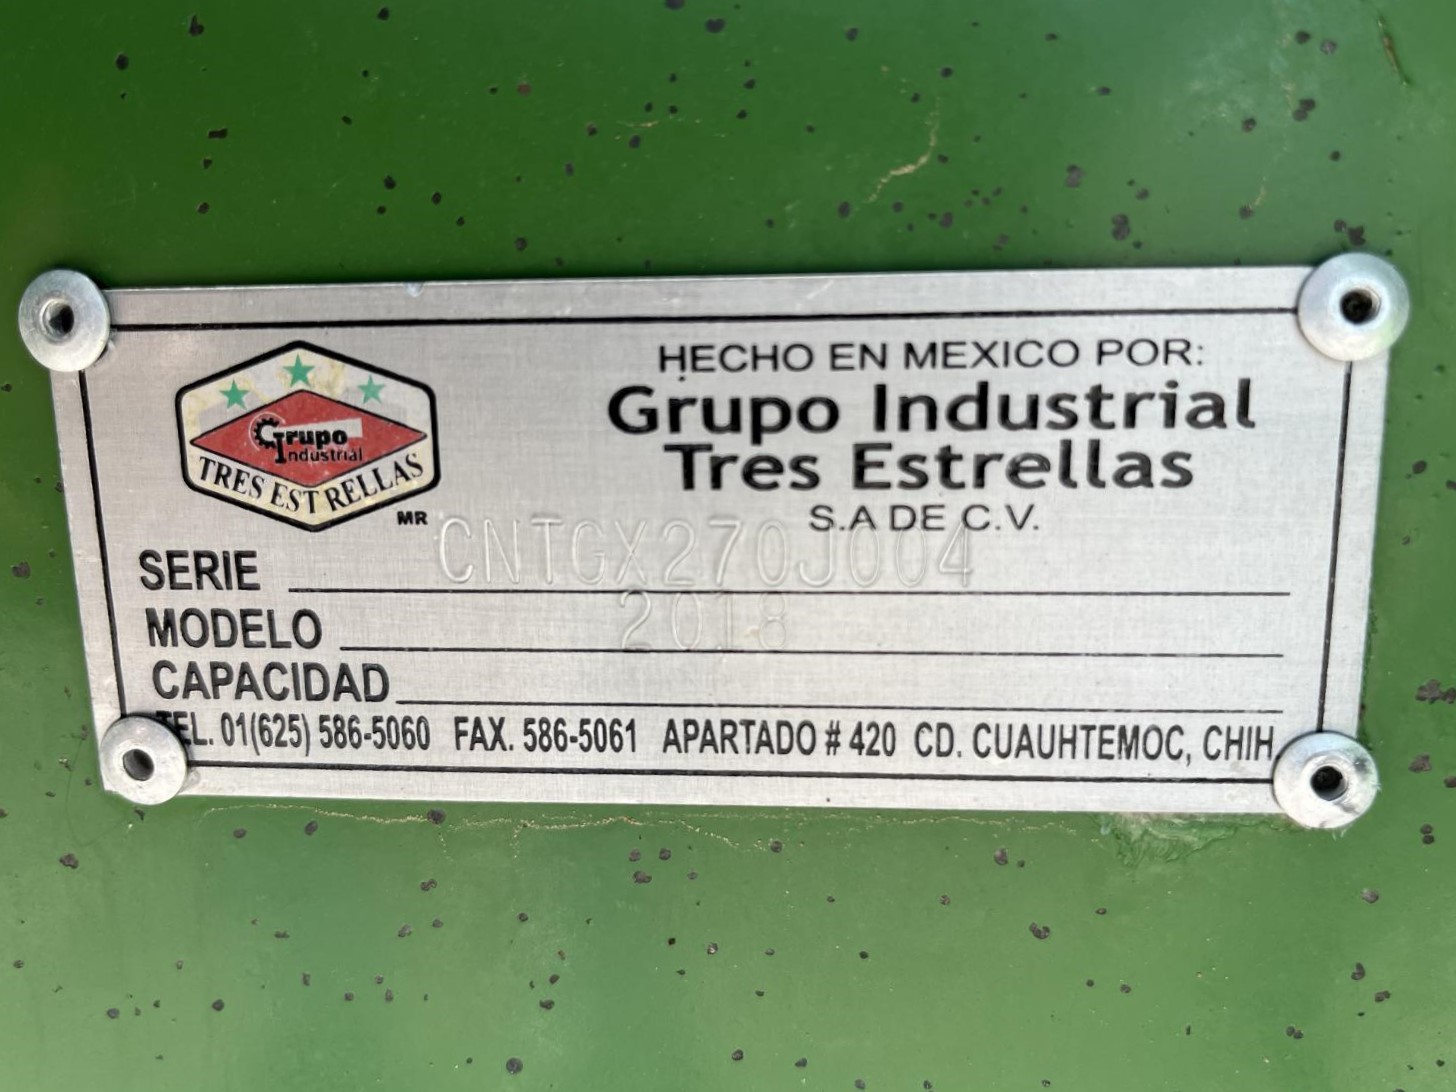 Grupo
Industrial
TRES ESTRELLAS
MR
HECHO EN MEXICO POR:
Grupo Industrial
Tres Estrellas
S.A DE C.V.
SERIE CNTGX270J004
MODELO 2018
CAPACIDAD
TEL. 01(625) 586-5060 FAX. 586-5061 APARTADO # 420 CD. CUAUHTEMOC, CHIH